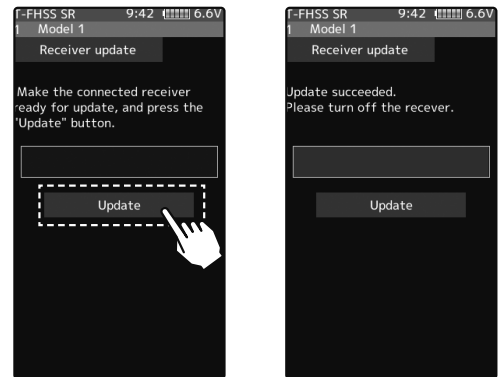 T-FHSS SR 9:42 6.6V
1 Model 1
Receiver update
Make the connected receiver
ready for update, and press the
"Update" button.
Update
T-FHSS SR 9:42 6.6V
1 Model 1
Receiver update
Update succeeded.
Please turn off the recever.
Update